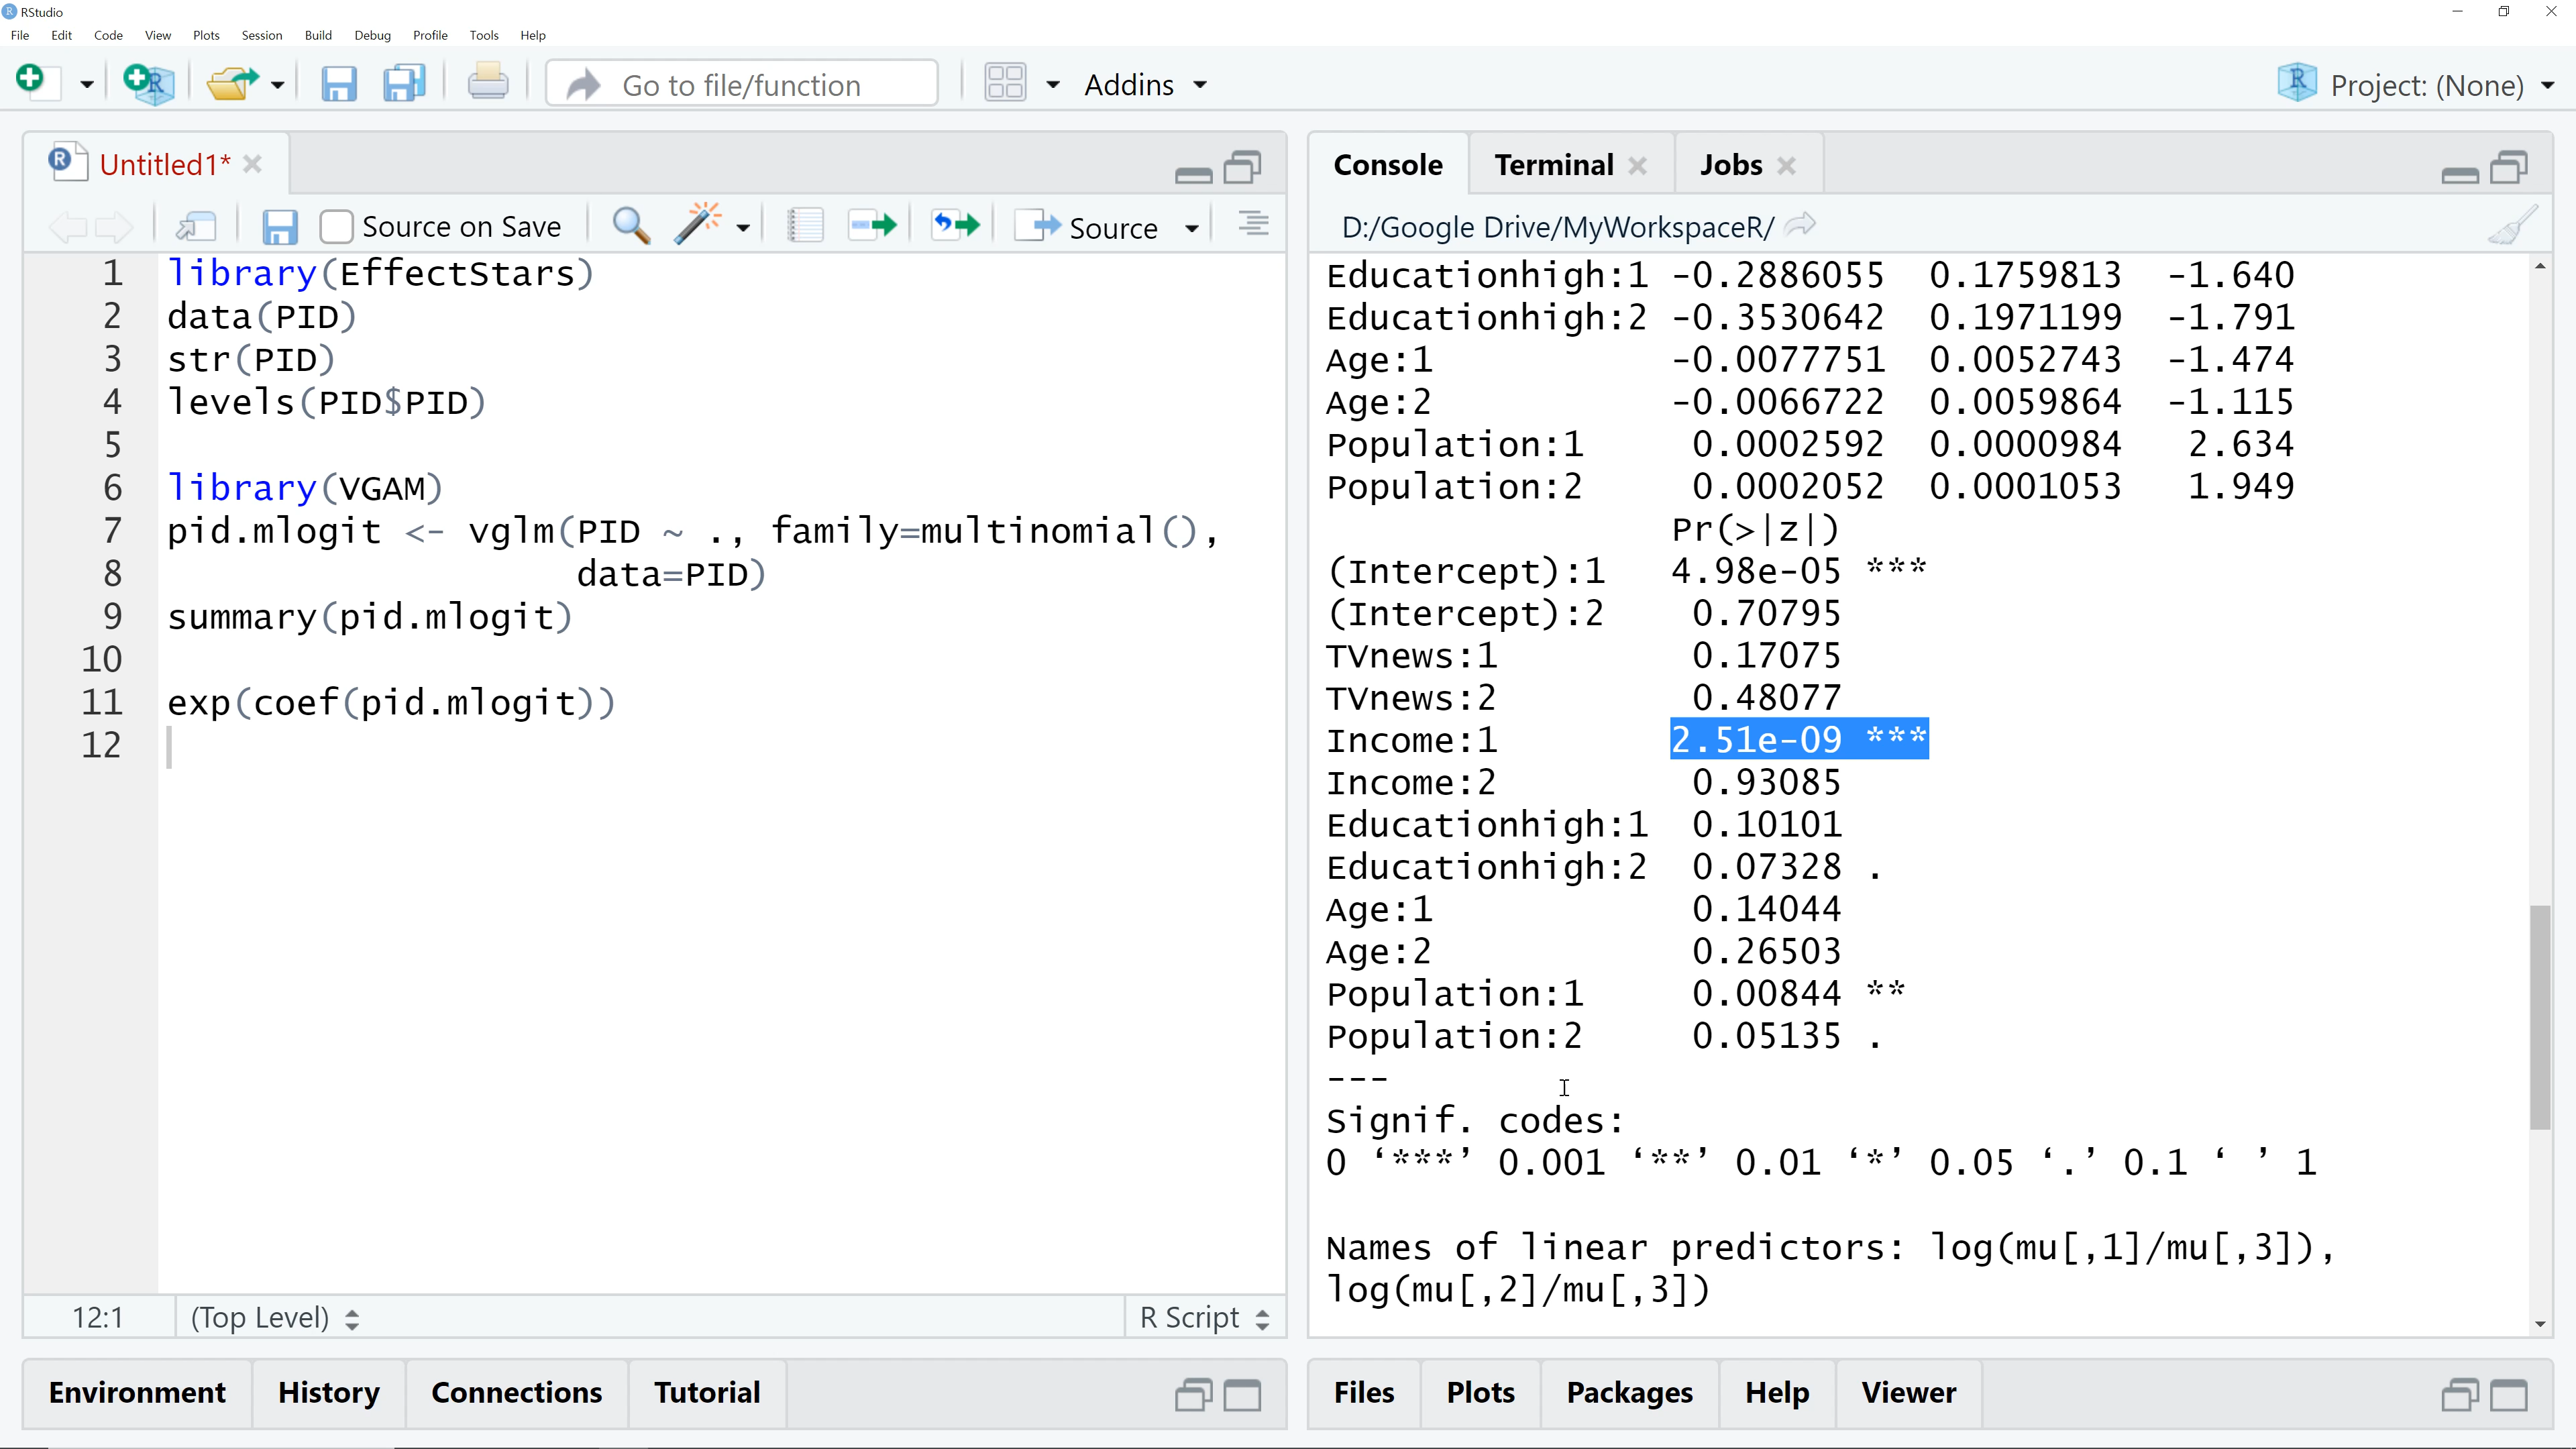 RStudio
File Edit Code View Plots Session Build Debug Profile Tools Help
Go to file/function Addins Project: (None)
Untitled1*
Source on Save Source
1 library(EffectStars)
2 data(PID)
3 str(PID)
4 levels(PID$PID)
5
6 library(VGAM)
7 pid.mlogit <- vglm(PID ~ ., family=multinomial(),
8 data=PID)
9 summary(pid.mlogit)
10
11 exp(coef(pid.mlogit))
12
12:1 (Top Level) R Script
Environment History Connections Tutorial
Console Terminal Jobs
D:/Google Drive/MyWorkspaceR/
Educationhigh:1 -0.2886055 0.1759813 -1.640
Educationhigh:2 -0.3530642 0.1971199 -1.791
Age:1 -0.0077751 0.0052743 -1.474
Age:2 -0.0066722 0.0059864 -1.115
Population:1 0.0002592 0.0000984 2.634
Population:2 0.0002052 0.0001053 1.949
Pr(>|z|)
(Intercept):1 4.98e-05 ***
(Intercept):2 0.70795
TVnews:1 0.17075
TVnews:2 0.48077
Income:1 2.51e-09 ***
Income:2 0.93085
Educationhigh:1 0.10101
Educationhigh:2 0.07328 .
Age:1 0.14044
Age:2 0.26503
Population:1 0.00844 **
Population:2 0.05135 .
---
Signif. codes:
0 ‘***’ 0.001 ‘**’ 0.01 ‘*’ 0.05 ‘.’ 0.1 ‘ ’ 1
Names of linear predictors: log(mu[,1]/mu[,3]),
log(mu[,2]/mu[,3])
Files Plots Packages Help Viewer